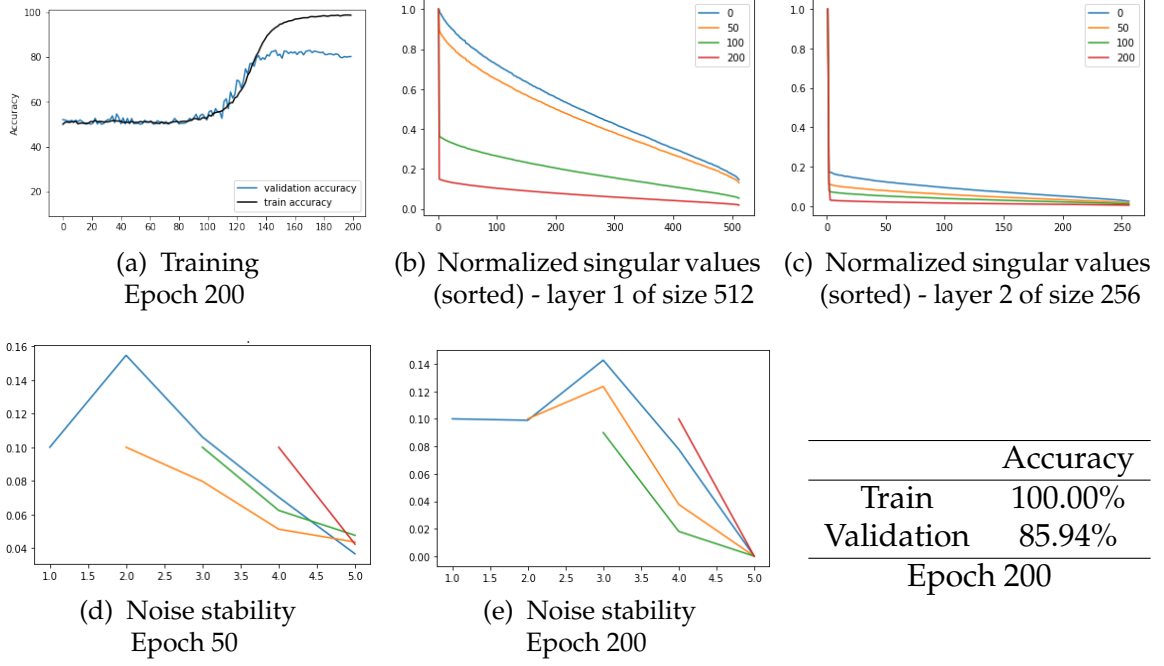 100
80
60
40
20
Accuracy
0 20 40 60 80 100 120 140 160 180 200
validation accuracy
train accuracy
(a) Training
Epoch 200
1.0
0.8
0.6
0.4
0.2
0.0
0 100 200 300 400 500
0
50
100
200
(b) Normalized singular values
(sorted) - layer 1 of size 512
1.0
0.8
0.6
0.4
0.2
0.0
0 50 100 150 200 250
0
50
100
200
(c) Normalized singular values
(sorted) - layer 2 of size 256
0.16
0.14
0.12
0.10
0.08
0.06
0.04
1.0 1.5 2.0 2.5 3.0 3.5 4.0 4.5 5.0
(d) Noise stability
Epoch 50
0.14
0.12
0.10
0.08
0.06
0.04
0.02
0.00
1.0 1.5 2.0 2.5 3.0 3.5 4.0 4.5 5.0
(e) Noise stability
Epoch 200
Accuracy
Train 100.00%
Validation 85.94%
Epoch 200